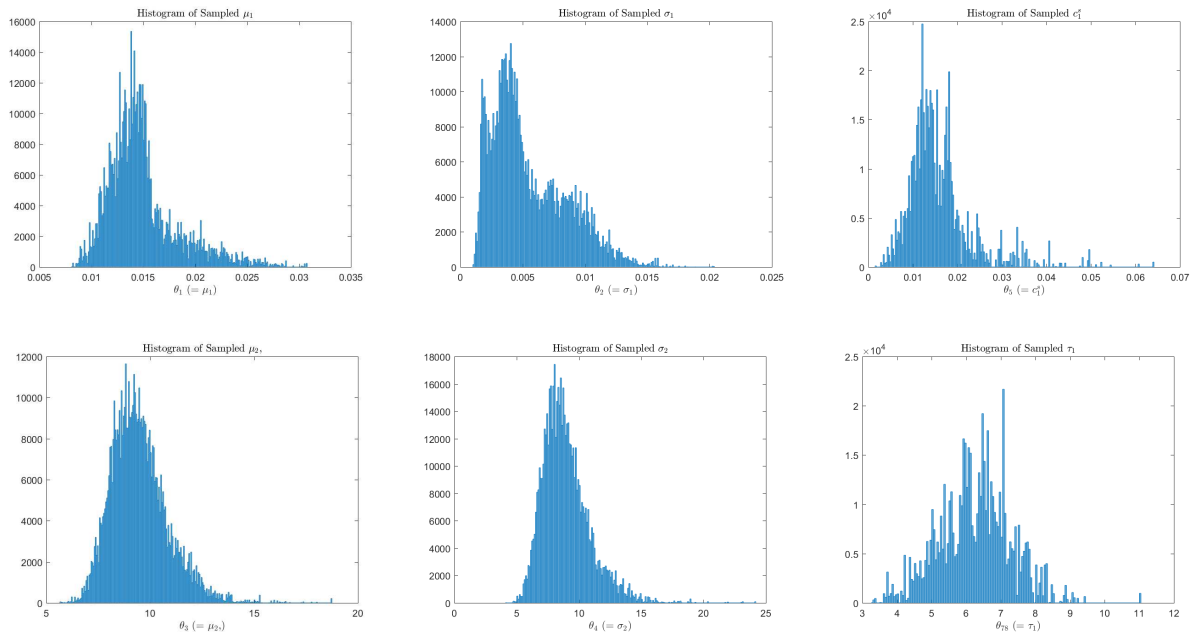 Histogram of Sampled μ₁
16000
14000
12000
10000
8000
6000
4000
2000
0
0.005 0.01 0.015 0.02 0.025 0.03 0.035
θ₁ (= μ₁)
Histogram of Sampled σ₁
14000
12000
10000
8000
6000
4000
2000
0
0 0.005 0.01 0.015 0.02 0.025
θ₂ (= σ₁)
Histogram of Sampled c₁ˢ
×10⁴
2.5
2
1.5
1
0.5
0
0 0.01 0.02 0.03 0.04 0.05 0.06 0.07
θ₅ (= c₁ˢ)
Histogram of Sampled μ₂,
12000
10000
8000
6000
4000
2000
0
5 10 15 20
θ₃ (= μ₂,)
Histogram of Sampled σ₂
18000
16000
14000
12000
10000
8000
6000
4000
2000
0
0 5 10 15 20 25
θ₄ (= σ₂)
Histogram of Sampled τ₁
×10⁴
2.5
2
1.5
1
0.5
0
3 4 5 6 7 8 9 10 11 12
θ₇₈ (= τ₁)